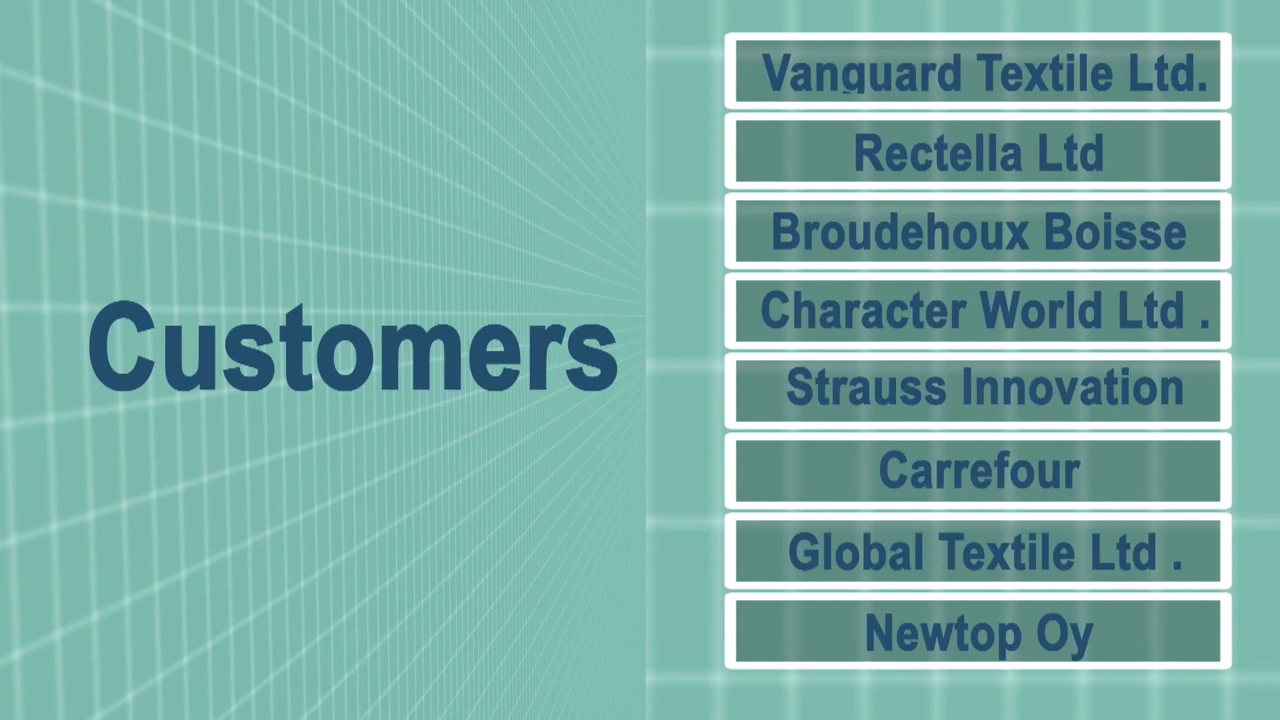 Customers
Vanguard Textile Ltd.
Rectella Ltd
Broudehoux Boisse
Character World Ltd .
Strauss Innovation
Carrefour
Global Textile Ltd .
Newtop Oy